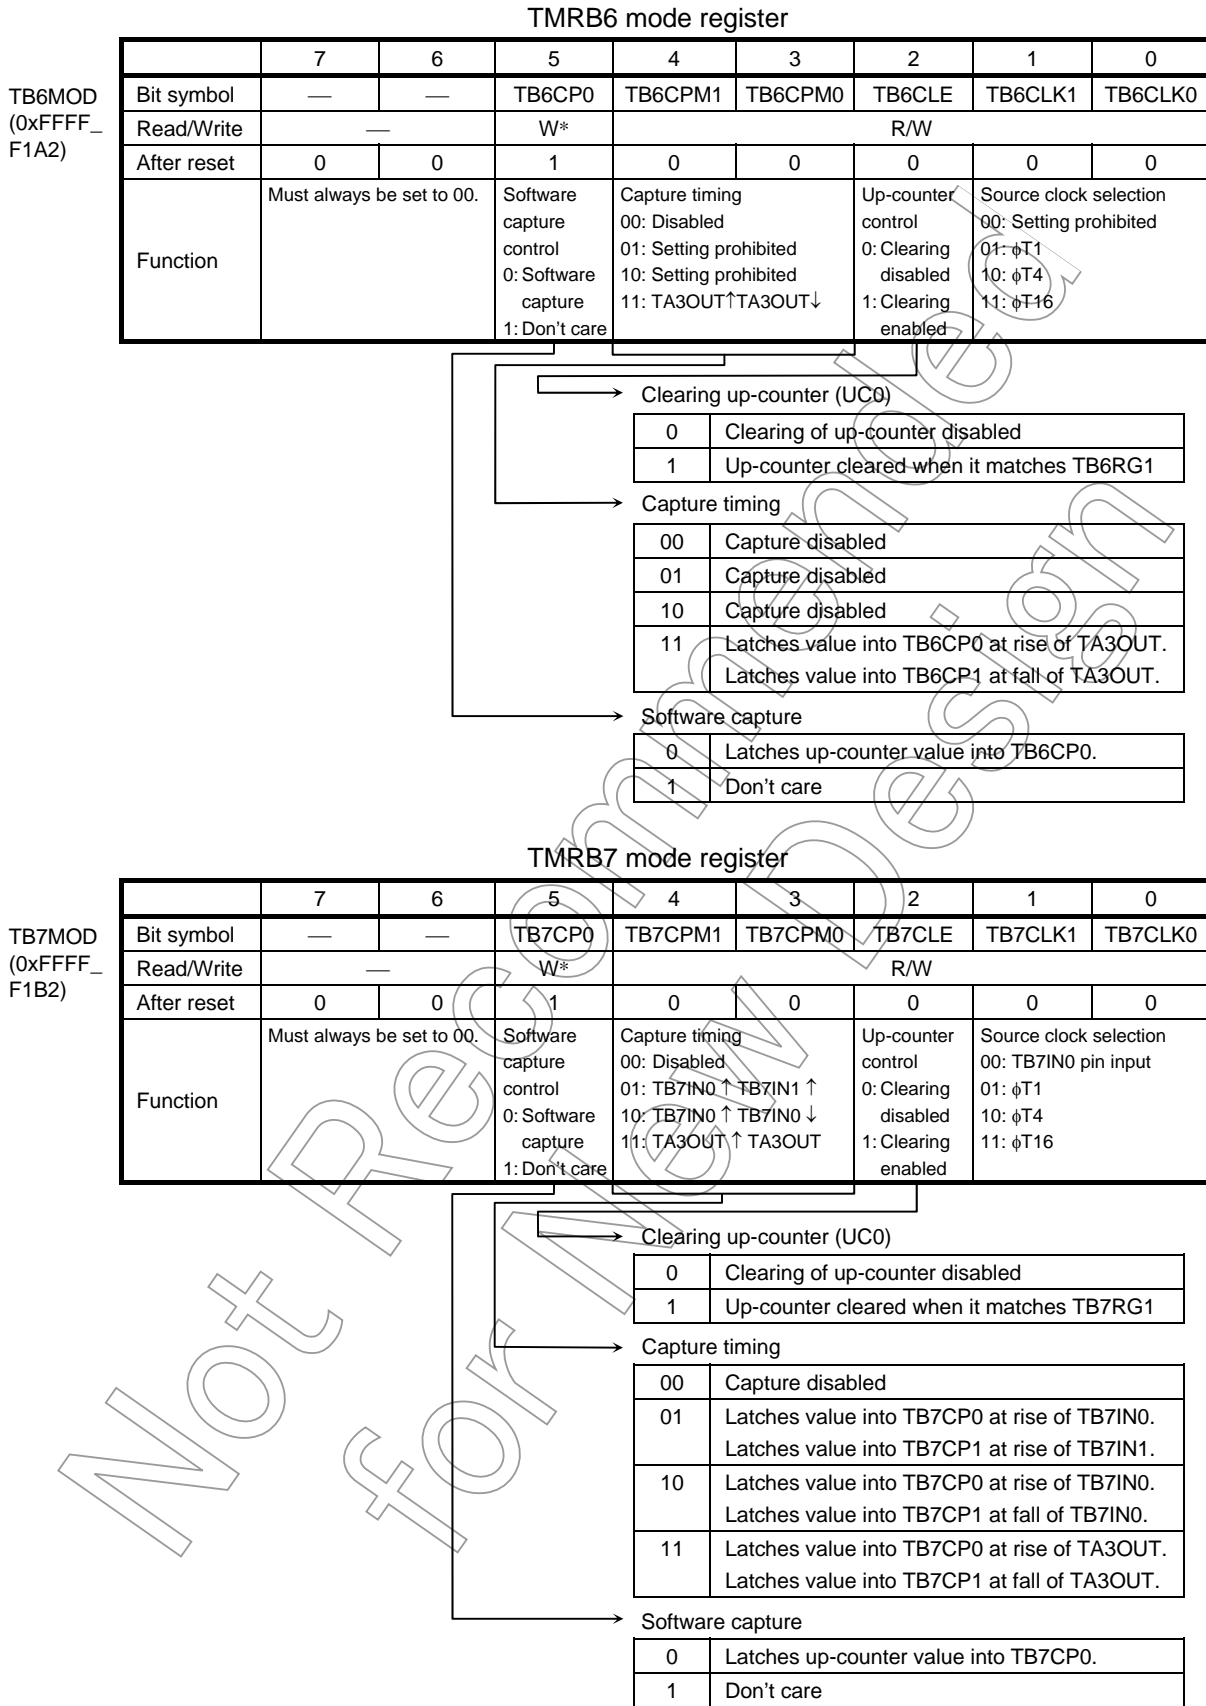 TMRB6 mode register
7 6 5 4 3 2 1 0
TB6MOD
(0xFFFF_
F1A2)
Bit symbol — — TB6CP0 TB6CPM1 TB6CPM0 TB6CLE TB6CLK1 TB6CLK0
Read/Write — W* R/W
After reset 0 0 1 0 0 0 0 0
Function
Must always be set to 00.
Software
capture
control
0: Software
capture
1: Don't care
Capture timing
00: Disabled
01: Setting prohibited
10: Setting prohibited
11: TA3OUT↑TA3OUT↓
Up-counter
control
0: Clearing
disabled
1: Clearing
enabled
Source clock selection
00: Setting prohibited
01: ϕT1
10: ϕT4
11: ϕT16
Clearing up-counter (UC0)
0 Clearing of up-counter disabled
1 Up-counter cleared when it matches TB6RG1
Capture timing
00 Capture disabled
01 Capture disabled
10 Capture disabled
11 Latches value into TB6CP0 at rise of TA3OUT.
Latches value into TB6CP1 at fall of TA3OUT.
Software capture
0 Latches up-counter value into TB6CP0.
1 Don't care
TMRB7 mode register
7 6 5 4 3 2 1 0
TB7MOD
(0xFFFF_
F1B2)
Bit symbol — — TB7CP0 TB7CPM1 TB7CPM0 TB7CLE TB7CLK1 TB7CLK0
Read/Write — W* R/W
After reset 0 0 1 0 0 0 0 0
Function
Must always be set to 00.
Software
capture
control
0: Software
capture
1: Don't care
Capture timing
00: Disabled
01: TB7IN0 ↑ TB7IN1 ↑
10: TB7IN0 ↑ TB7IN0 ↓
11: TA3OUT ↑ TA3OUT
Up-counter
control
0: Clearing
disabled
1: Clearing
enabled
Source clock selection
00: TB7IN0 pin input
01: ϕT1
10: ϕT4
11: ϕT16
Clearing up-counter (UC0)
0 Clearing of up-counter disabled
1 Up-counter cleared when it matches TB7RG1
Capture timing
00 Capture disabled
01 Latches value into TB7CP0 at rise of TB7IN0.
Latches value into TB7CP1 at rise of TB7IN1.
10 Latches value into TB7CP0 at rise of TB7IN0.
Latches value into TB7CP1 at fall of TB7IN0.
11 Latches value into TB7CP0 at rise of TA3OUT.
Latches value into TB7CP1 at fall of TA3OUT.
Software capture
0 Latches up-counter value into TB7CP0.
1 Don't care
Not Recommended
for New Design